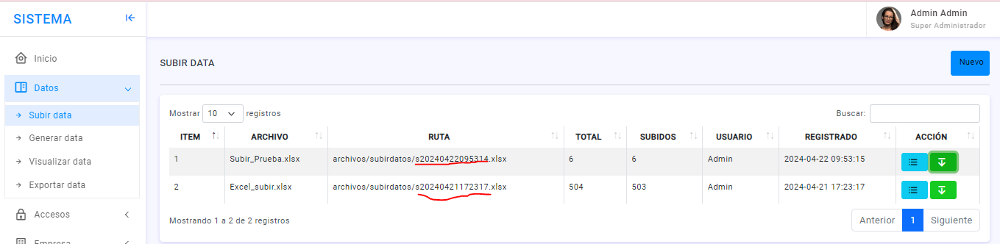 SISTEMA
Admin Admin
Super Administrador
Inicio
Datos
Subir data
Generar data
Visualizar data
Exportar data
Accesos
Empresa
SUBIR DATA
Nuevo
Mostrar 10 registros
Buscar:
ITEM ARCHIVO RUTA TOTAL SUBIDOS USUARIO REGISTRADO ACCIÓN
1 Subir_Prueba.xlsx archivos/subirdatos/s20240422095314.xlsx 6 6 Admin 2024-04-22 09:53:15
2 Excel_subir.xlsx archivos/subirdatos/s20240421172317.xlsx 504 503 Admin 2024-04-21 17:23:17
Mostrando 1 a 2 de 2 registros
Anterior 1 Siguiente